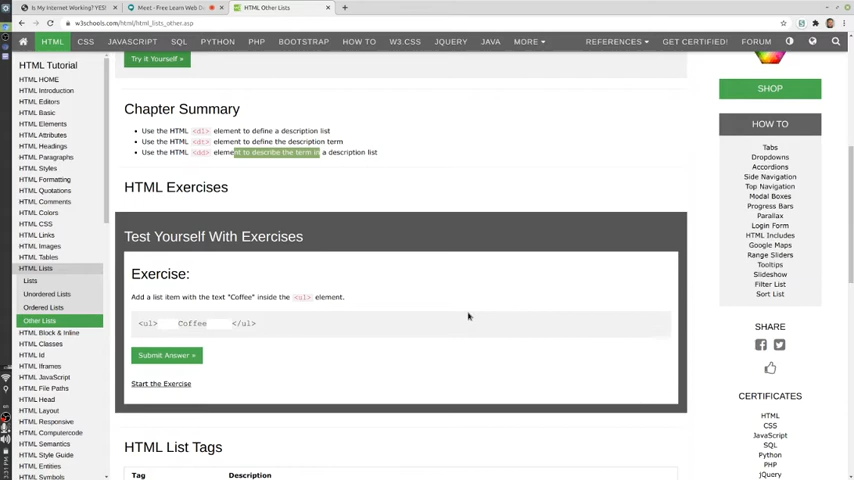 Is My Internet Working? YES!
Meet - Free Learn Web D
HTML Other Lists
w3schools.com/html/html_lists_other.asp
HTML CSS JAVASCRIPT SQL PYTHON PHP BOOTSTRAP HOW TO W3.CSS JQUERY JAVA MORE REFERENCES GET CERTIFIED! FORUM
HTML Tutorial
HTML HOME
HTML Introduction
HTML Editors
HTML Basic
HTML Elements
HTML Attributes
HTML Headings
HTML Paragraphs
HTML Styles
HTML Formatting
HTML Quotations
HTML Comments
HTML Colors
HTML CSS
HTML Links
HTML Images
HTML Tables
HTML Lists
Lists
Unordered Lists
Ordered Lists
Other Lists
HTML Block & Inline
HTML Classes
HTML Id
HTML Iframes
HTML JavaScript
HTML File Paths
HTML Head
HTML Layout
HTML Responsive
HTML Computercode
HTML Semantics
HTML Style Guide
HTML Entities
HTML Symbols
Try it Yourself »
Chapter Summary
• Use the HTML <dl> element to define a description list
• Use the HTML <dt> element to define the description term
• Use the HTML <dd> element to describe the term in a description list
HTML Exercises
Test Yourself With Exercises
Exercise:
Add a list item with the text "Coffee" inside the <ul> element.
<ul> Coffee </ul>
Submit Answer »
Start the Exercise
HTML List Tags
Tag Description
SHOP
HOW TO
Tabs
Dropdowns
Accordions
Side Navigation
Top Navigation
Modal Boxes
Progress Bars
Parallax
Login Form
HTML Includes
Google Maps
Range Sliders
Tooltips
Slideshow
Filter List
Sort List
SHARE
CERTIFICATES
HTML
CSS
JavaScript
SQL
Python
PHP
jQuery
3:31 PM